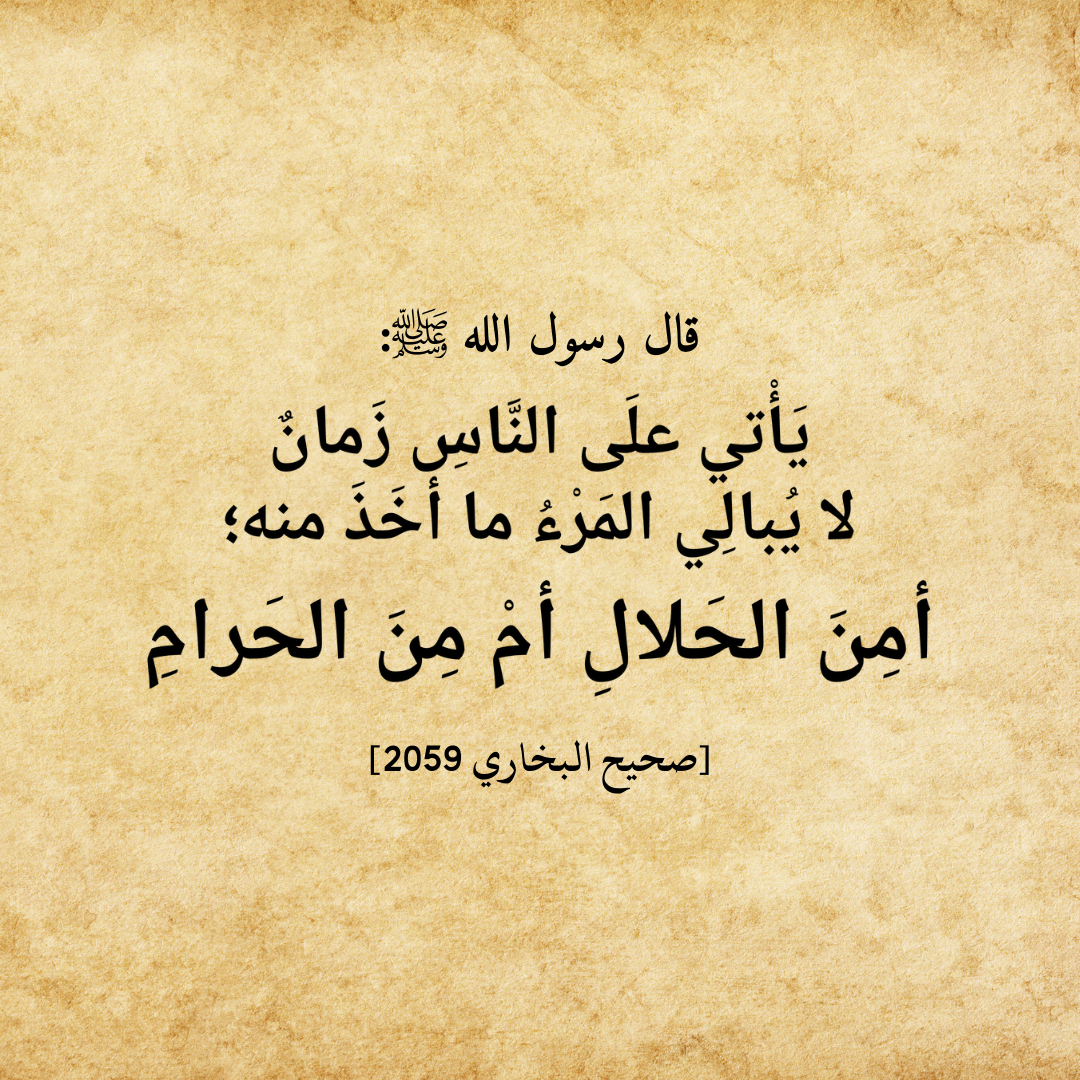 قال رسول الله ﷺ:
يَأْتي علَى النَّاسِ زَمانٌ
لا يُبالِي المَرْءُ ما أخَذَ منه؛
أمِنَ الحَلالِ أمْ مِنَ الحَرامِ
[صحيح البخاري 2059]